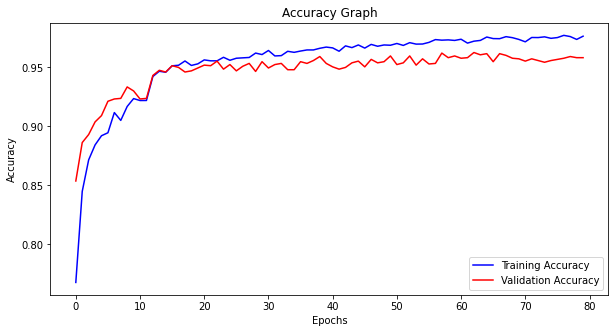 Accuracy Graph
0.95
0.90
0.85
0.80
Accuracy
0 10 20 30 40 50 60 70 80
Epochs
Training Accuracy
Validation Accuracy